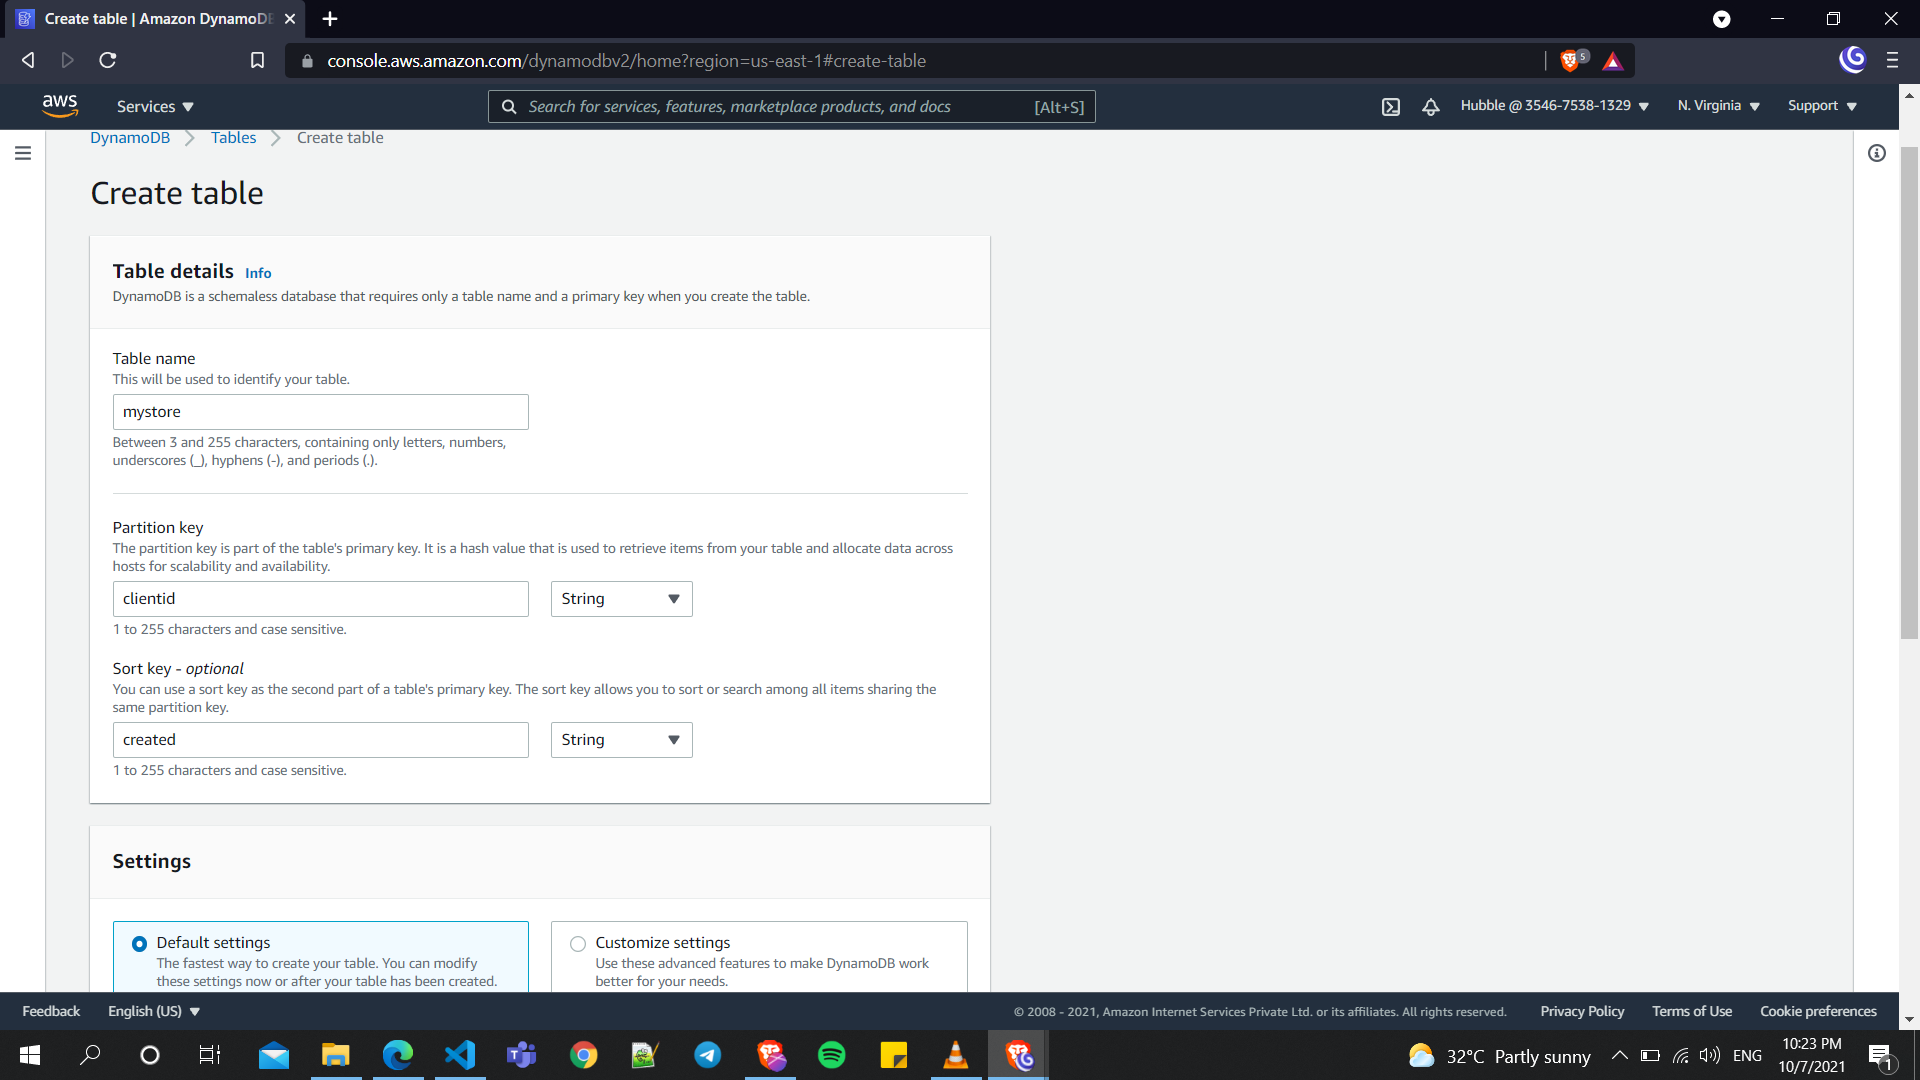 Create table | Amazon DynamoDB
console.aws.amazon.com/dynamodbv2/home?region=us-east-1#create-table
5
aws
Services
Search for services, features, marketplace products, and docs
[Alt+S]
Hubble @ 3546-7538-1329
N. Virginia
Support
DynamoDB
Tables
Create table
Create table
Table details Info
DynamoDB is a schemaless database that requires only a table name and a primary key when you create the table.
Table name
This will be used to identify your table.
mystore
Between 3 and 255 characters, containing only letters, numbers,
underscores (_), hyphens (-), and periods (.).
Partition key
The partition key is part of the table's primary key. It is a hash value that is used to retrieve items from your table and allocate data across
hosts for scalability and availability.
clientid
String
1 to 255 characters and case sensitive.
Sort key - optional
You can use a sort key as the second part of a table's primary key. The sort key allows you to sort or search among all items sharing the
same partition key.
created
String
1 to 255 characters and case sensitive.
Settings
Default settings
The fastest way to create your table. You can modify
these settings now or after your table has been created.
Customize settings
Use these advanced features to make DynamoDB work
better for your needs.
Feedback
English (US)
© 2008 - 2021, Amazon Internet Services Private Ltd. or its affiliates. All rights reserved.
Privacy Policy
Terms of Use
Cookie preferences
32°C Partly sunny
ENG
10:23 PM
10/7/2021
1